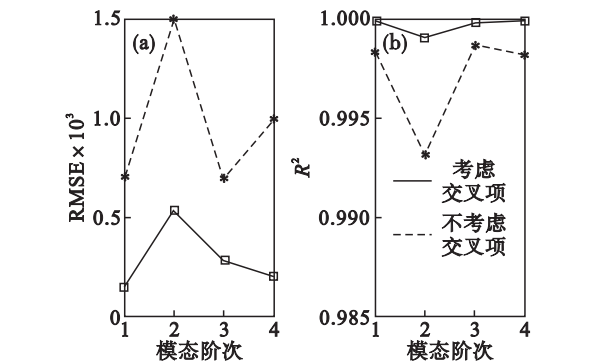 (a)
RMSE×10³
1.5
1.0
0.5
0
1 2 3 4
模态阶次
(b)
R²
1.000
0.995
0.990
0.985
考虑
交叉项
不考虑
交叉项
1 2 3 4
模态阶次